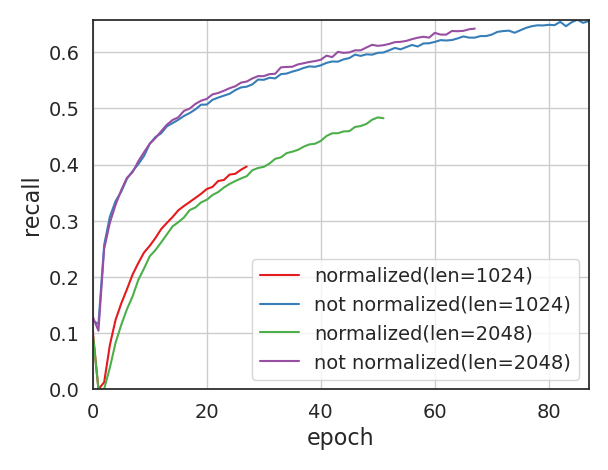 0.6
0.5
0.4
0.3
0.2
0.1
0.0
recall
normalized(len=1024)
not normalized(len=1024)
normalized(len=2048)
not normalized(len=2048)
0 20 40 60 80
epoch